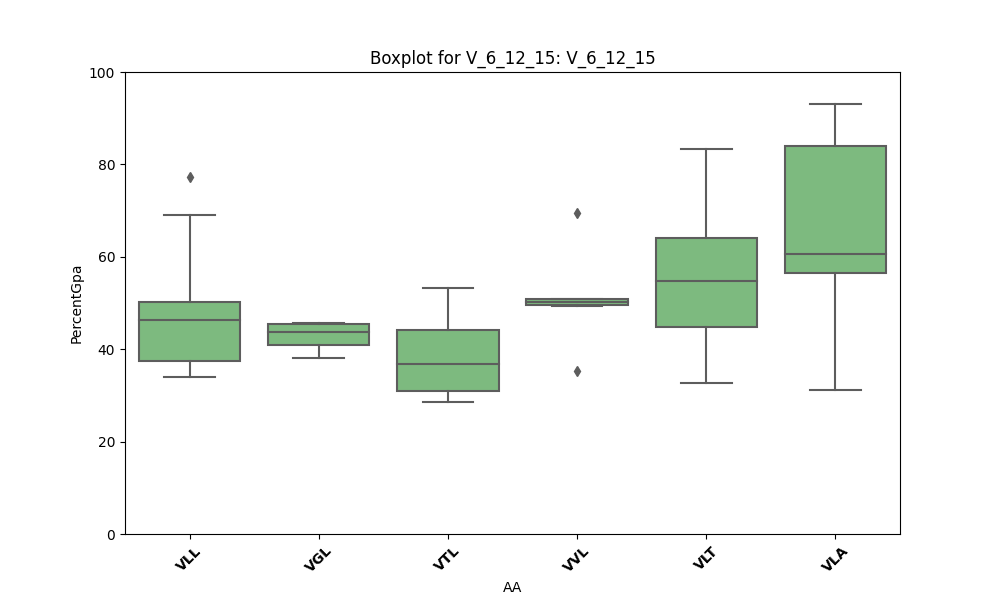 Boxplot for V_6_12_15: V_6_12_15
100
80
60
40
20
0
PercentGpa
VLL
VGL
VTL
VVL
VLT
VLA
AA